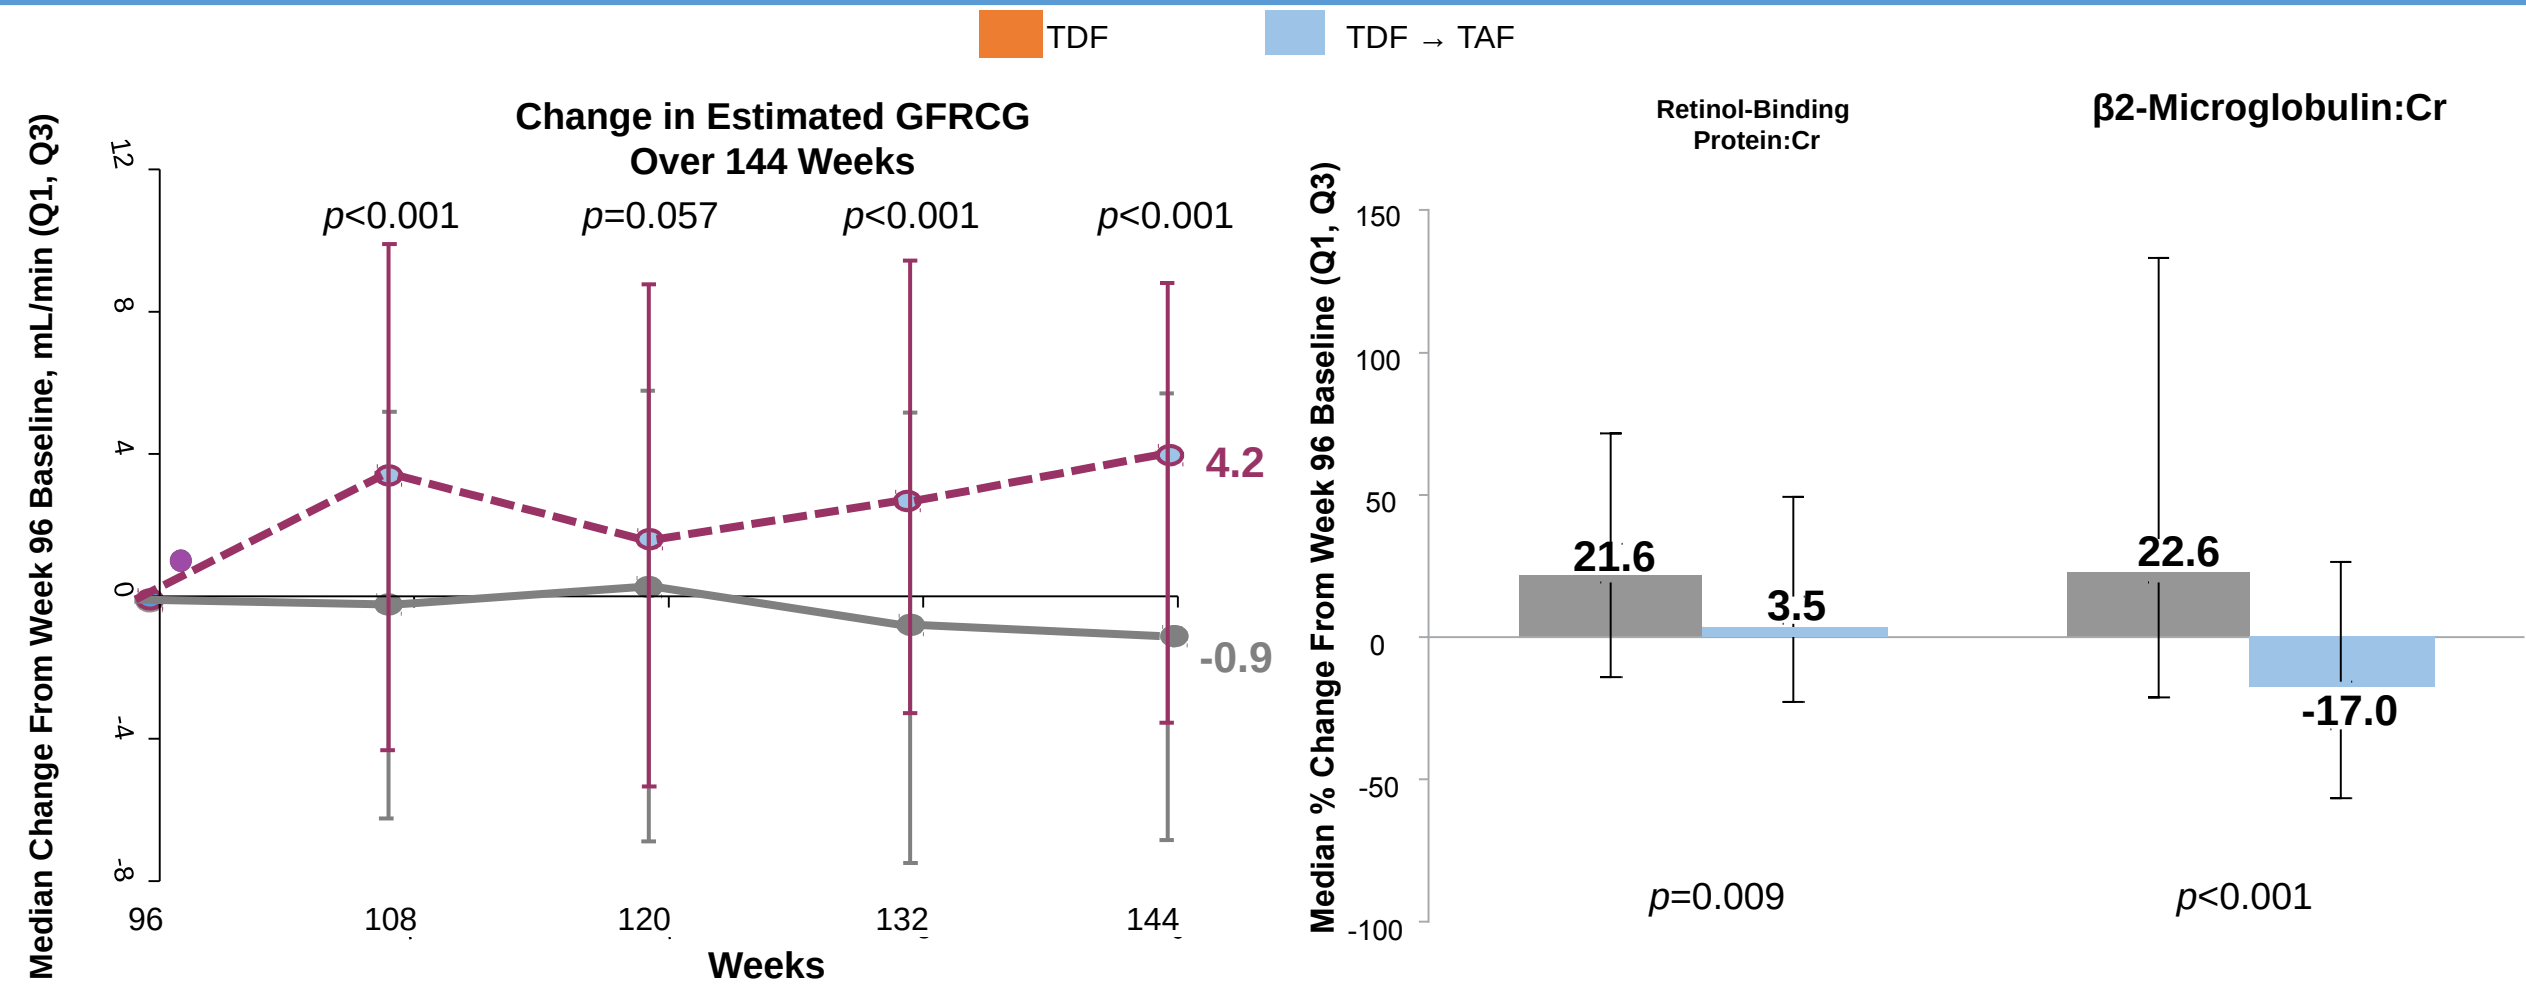 TDF
TDF → TAF
Change in Estimated GFRCG
Over 144 Weeks
Median Change From Week 96 Baseline, mL/min (Q1, Q3)
12
8
4
0
-4
-8
p<0.001
p=0.057
p<0.001
p<0.001
4.2
-0.9
96
108
120
132
144
Weeks
Retinol-Binding
Protein:Cr
β2-Microglobulin:Cr
Median % Change From Week 96 Baseline (Q1, Q3)
150
100
50
0
-50
-100
21.6
3.5
22.6
-17.0
p=0.009
p<0.001